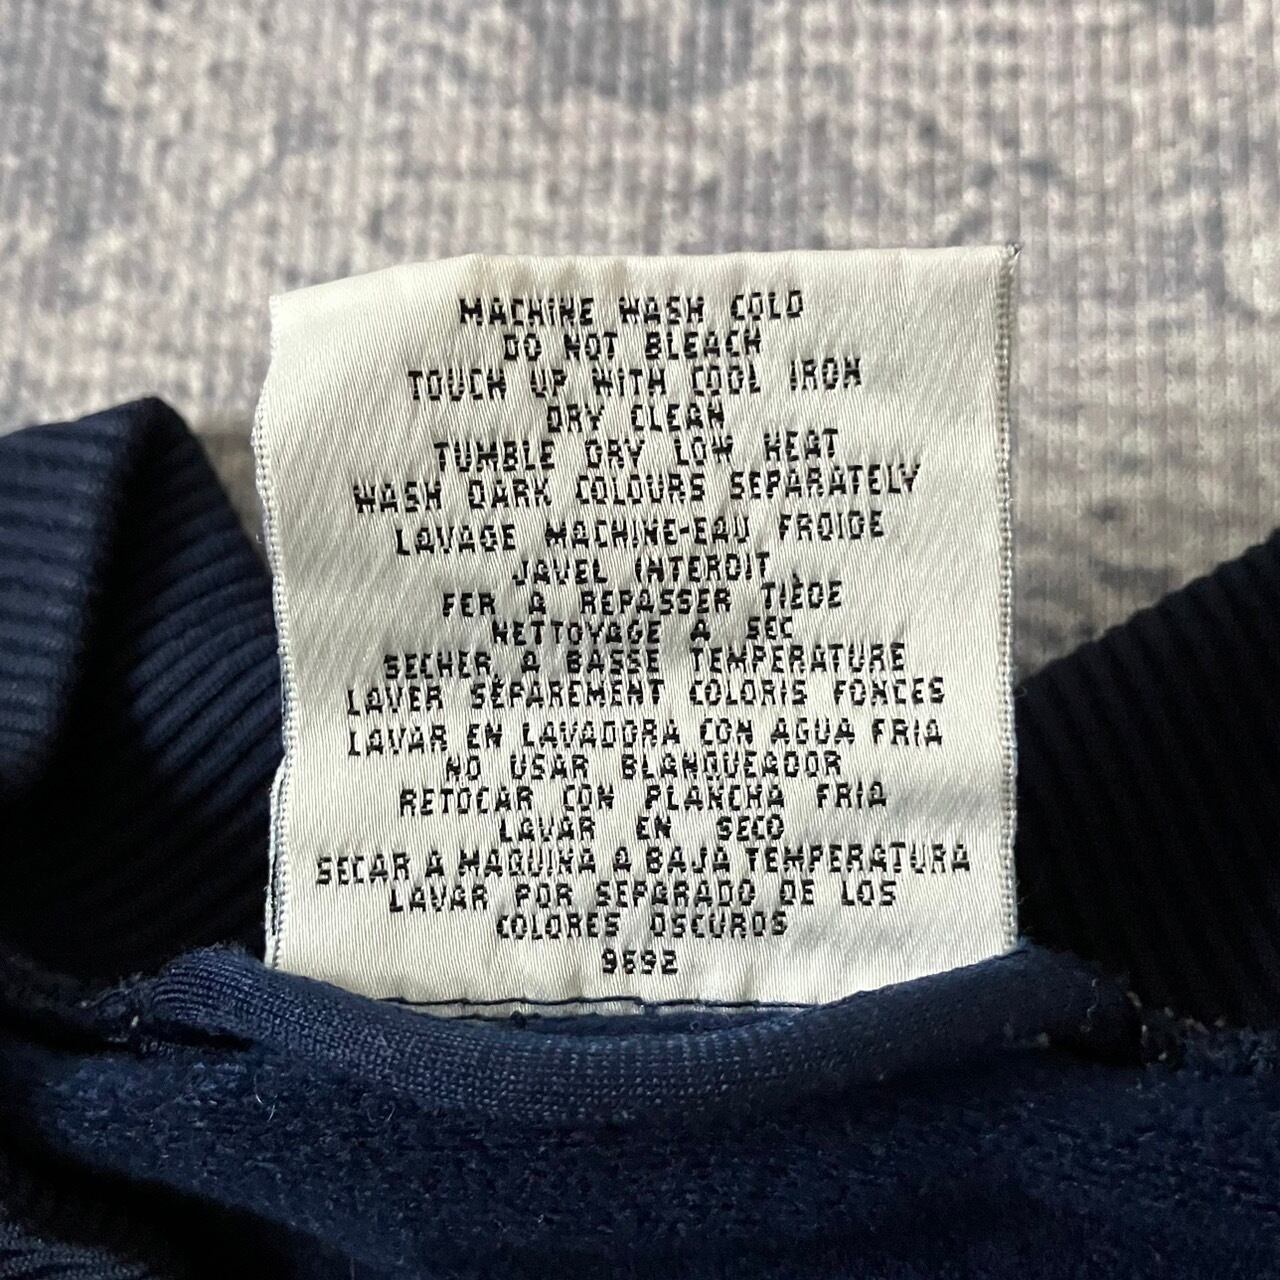 MACHINE WASH COLD
DO NOT BLEACH
TOUCH UP WITH COOL IRON
DRY CLEAN
TUMBLE DRY LOW HEAT
WASH DARK COLOURS SEPARATELY
LAVAGE MACHINE-EAU FROIDE
JAVEL INTERDIT
FER A REPASSER TIÈDE
NETTOYAGE A SEC
SECHER A BASSE TEMPERATURE
LAVER SÉPAREMENT COLORIS FONCES
LAVAR EN LAVADORA CON AGUA FRIA
NO USAR BLANQUEADOR
RETOCAR CON PLANCHA FRIA
LAVAR EN SECO
SECAR A MAQUINA A BAJA TEMPERATURA
LAVAR POR SEPARADO DE LOS
COLORES OSCUROS
9692